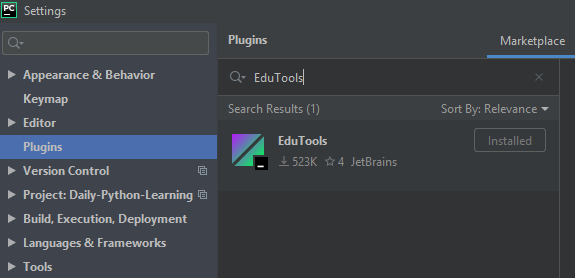 PC
Settings
Plugins
Marketplace
EduTools
Appearance & Behavior
Keymap
Editor
Plugins
Version Control
Project: Daily-Python-Learning
Build, Execution, Deployment
Languages & Frameworks
Tools
Search Results (1)
Sort By: Relevance
EduTools
Installed
523K
4
JetBrains